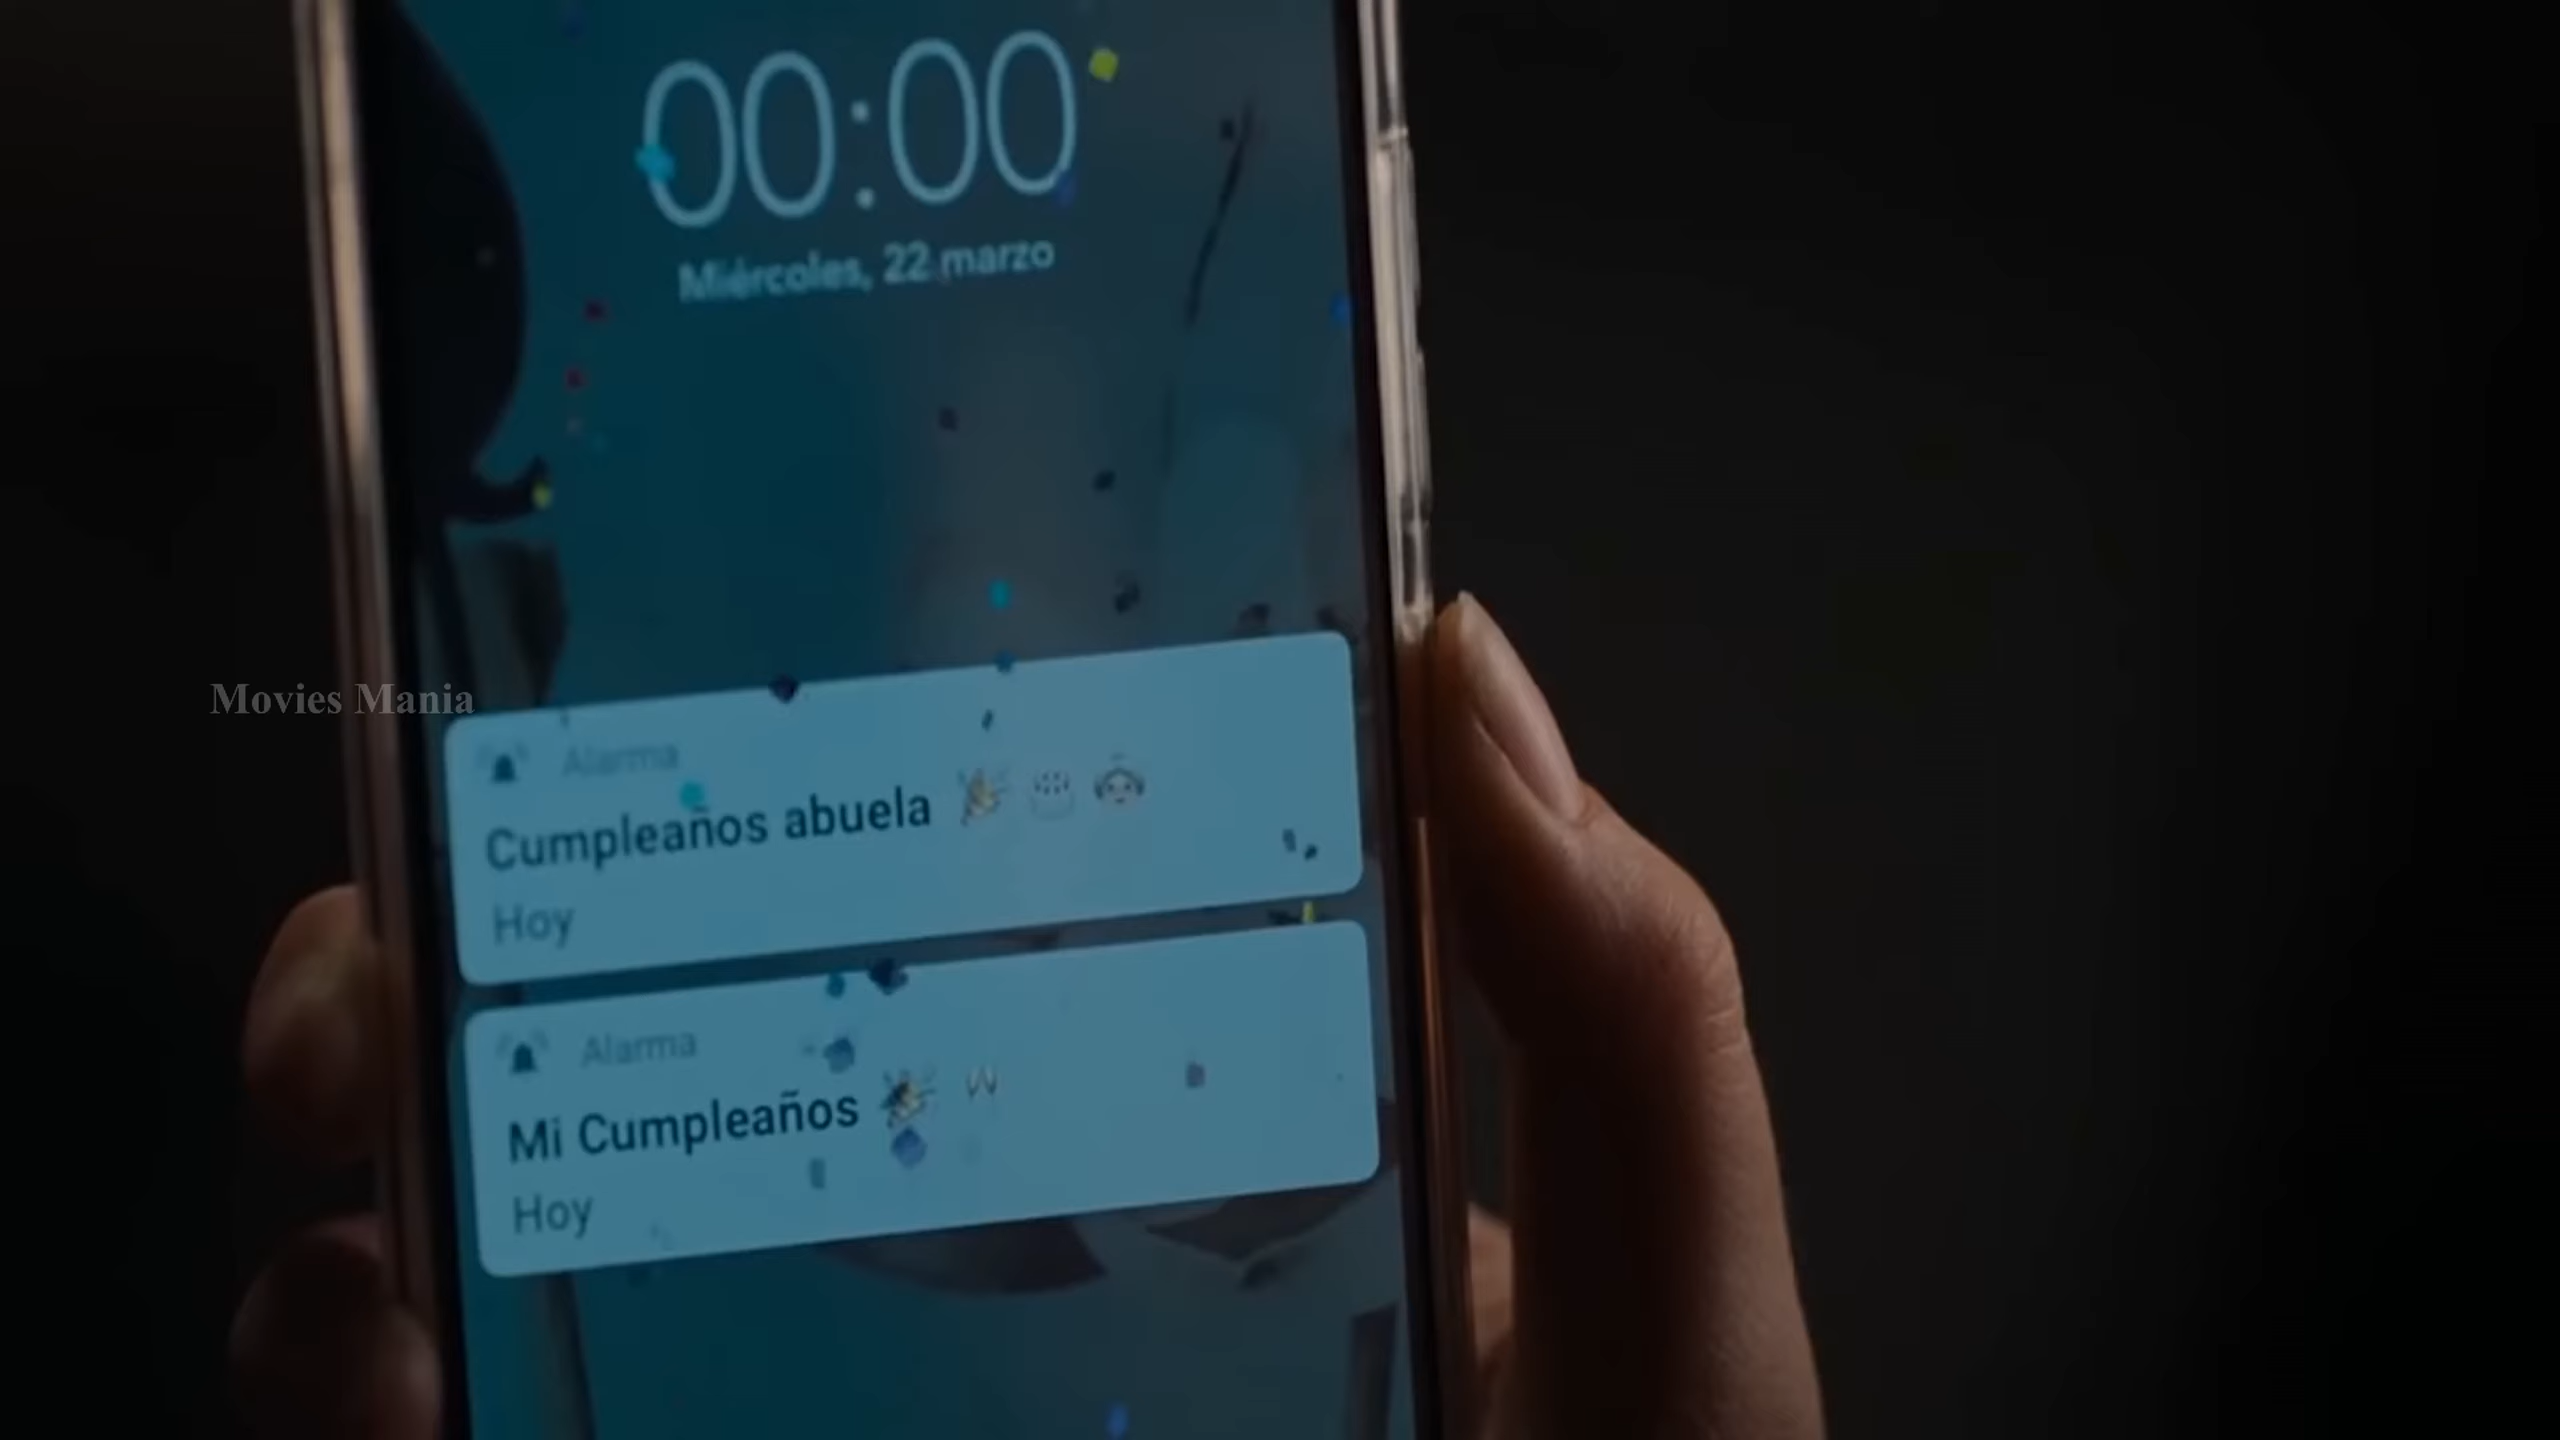 00:00
Miércoles, 22 marzo
Movies Mania
Alarma
Cumpleaños abuela 🎉 🎂 👵
Hoy
Alarma
Mi Cumpleaños 🎉
Hoy